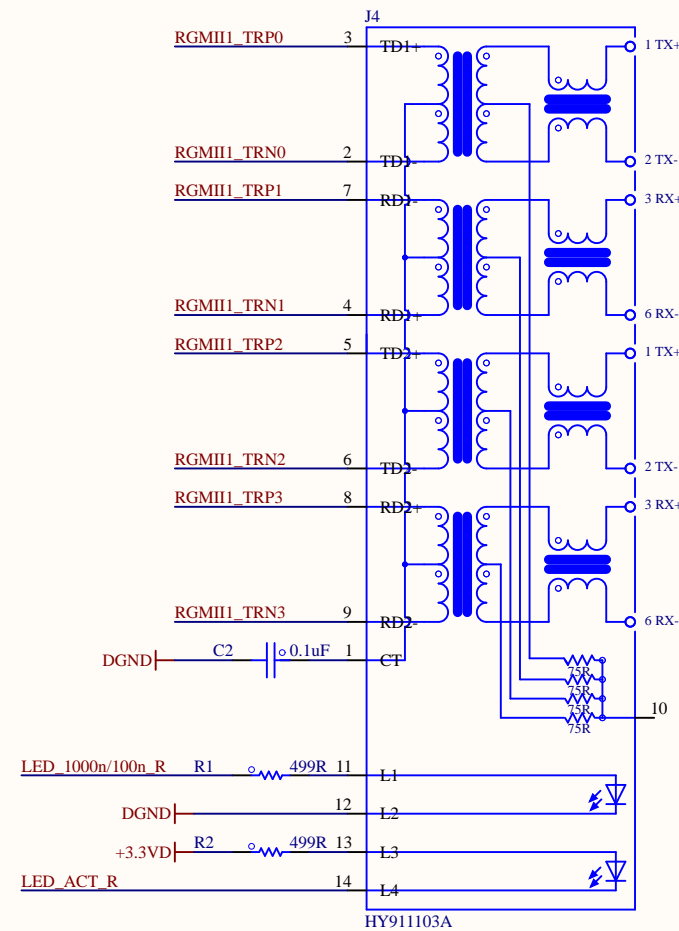 J4
RGMII1_TRP0 3 TD1+ 1 TX+
RGMII1_TRN0 2 TD1- 2 TX-
RGMII1_TRP1 7 RD1- 3 RX+
RGMII1_TRN1 4 RD1+ 6 RX-
RGMII1_TRP2 5 TD2+ 1 TX+
RGMII1_TRN2 6 TD2- 2 TX-
RGMII1_TRP3 8 RD2+ 3 RX+
RGMII1_TRN3 9 RD2- 6 RX-
DGND C2 0.1uF 1 CT
75R
75R
75R
75R
10
LED_1000n/100n_R R1 499R 11 L1
DGND 12 L2
+3.3VD R2 499R 13 L3
LED_ACT_R 14 L4
HY911103A